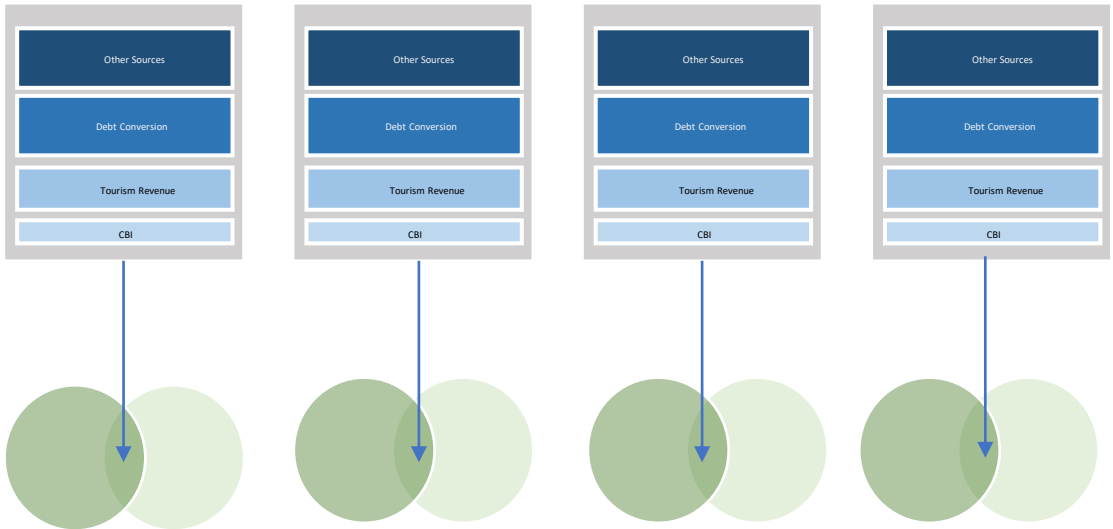 Other Sources
Other Sources
Other Sources
Other Sources
Debt Conversion
Debt Conversion
Debt Conversion
Debt Conversion
Tourism Revenue
Tourism Revenue
Tourism Revenue
Tourism Revenue
CBI
CBI
CBI
CBI